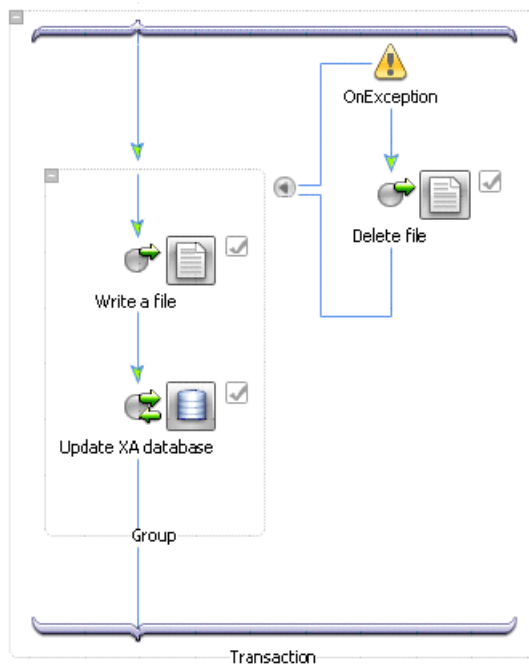 OnException
Delete file
Write a file
Update XA database
Group
Transaction